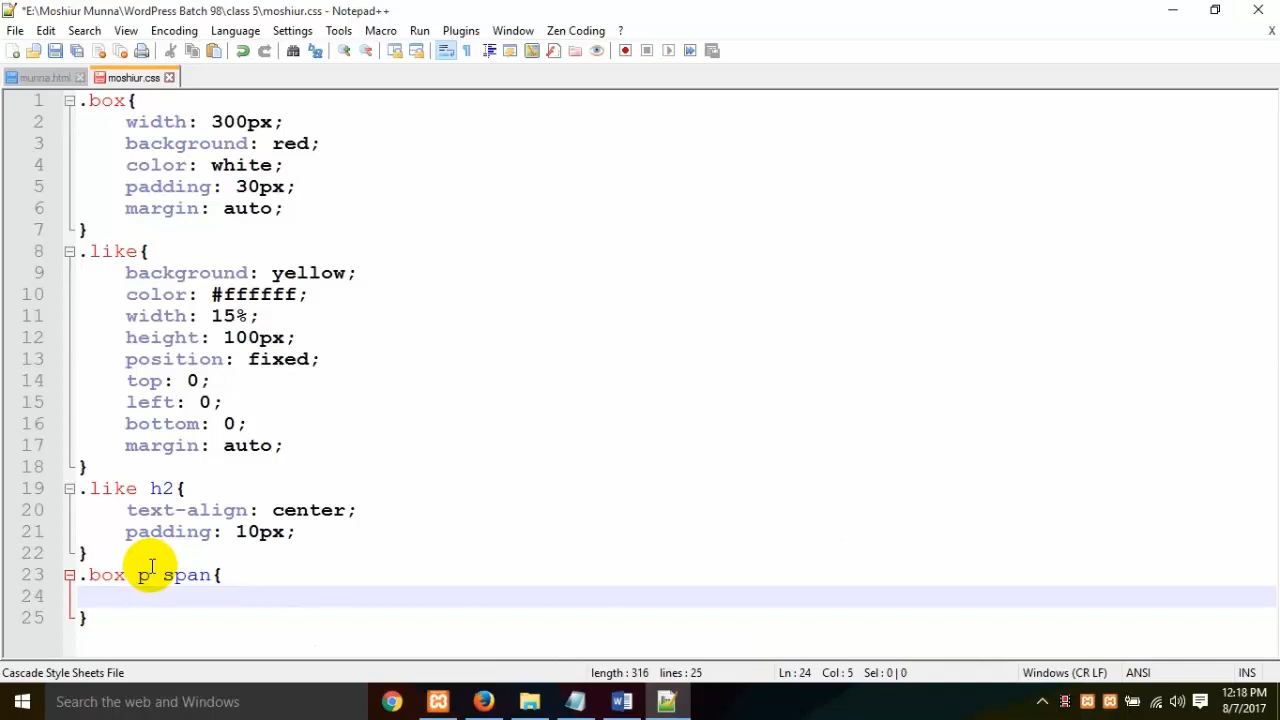 *E:\Moshiur Munna\WordPress Batch 98\class 5\moshiur.css - Notepad++
File Edit Search View Encoding Language Settings Tools Macro Run Plugins Window Zen Coding ? X
munna.html moshiur.css
1 .box{
2 width: 300px;
3 background: red;
4 color: white;
5 padding: 30px;
6 margin: auto;
7 }
8 .like{
9 background: yellow;
10 color: #ffffff;
11 width: 15%;
12 height: 100px;
13 position: fixed;
14 top: 0;
15 left: 0;
16 bottom: 0;
17 margin: auto;
18 }
19 .like h2{
20 text-align: center;
21 padding: 10px;
22 }
23 .box p span{
24
25 }
Cascade Style Sheets File length : 316 lines : 25 Ln : 24 Col : 5 Sel : 0 | 0 Windows (CR LF) ANSI INS
Search the web and Windows
12:18 PM
8/7/2017